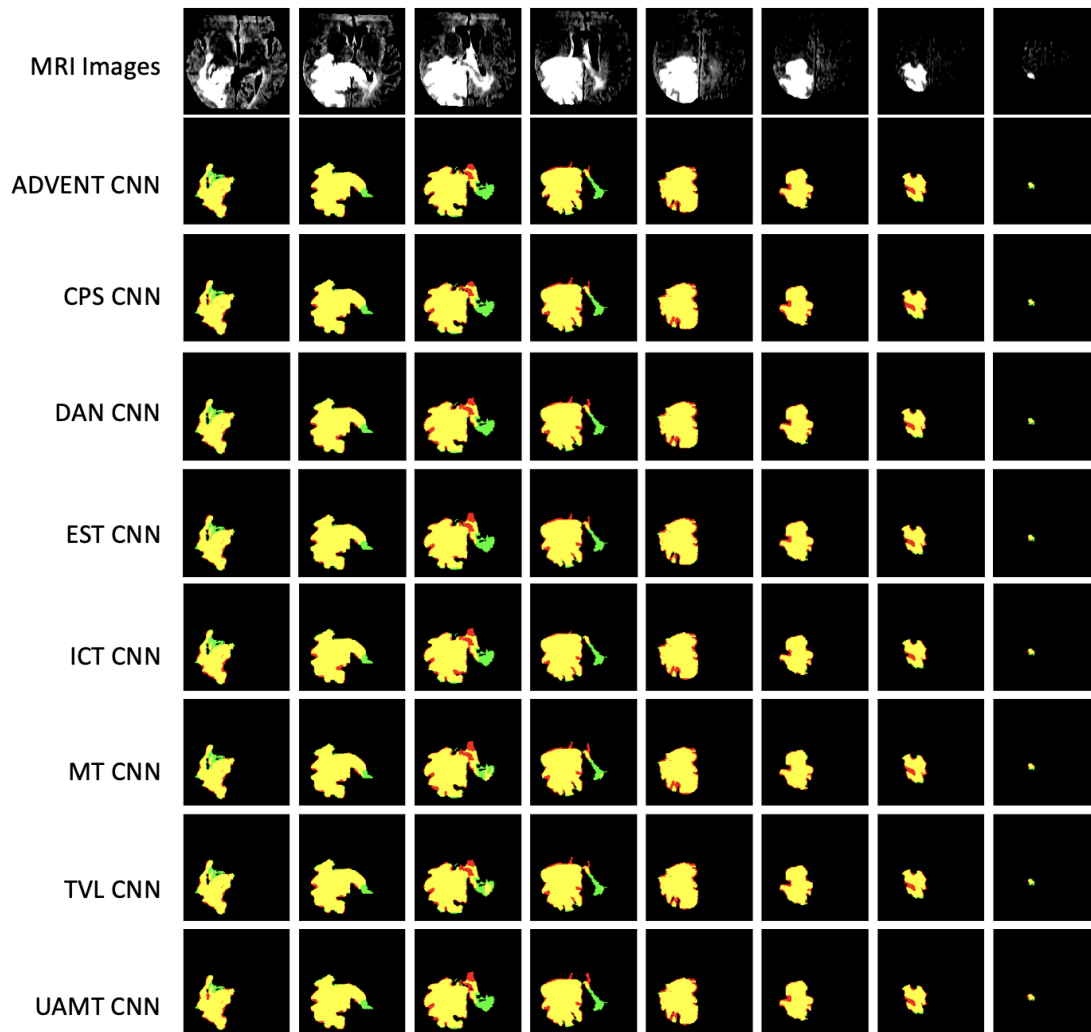 MRI Images
ADVENT CNN
CPS CNN
DAN CNN
EST CNN
ICT CNN
MT CNN
TVL CNN
UAMT CNN